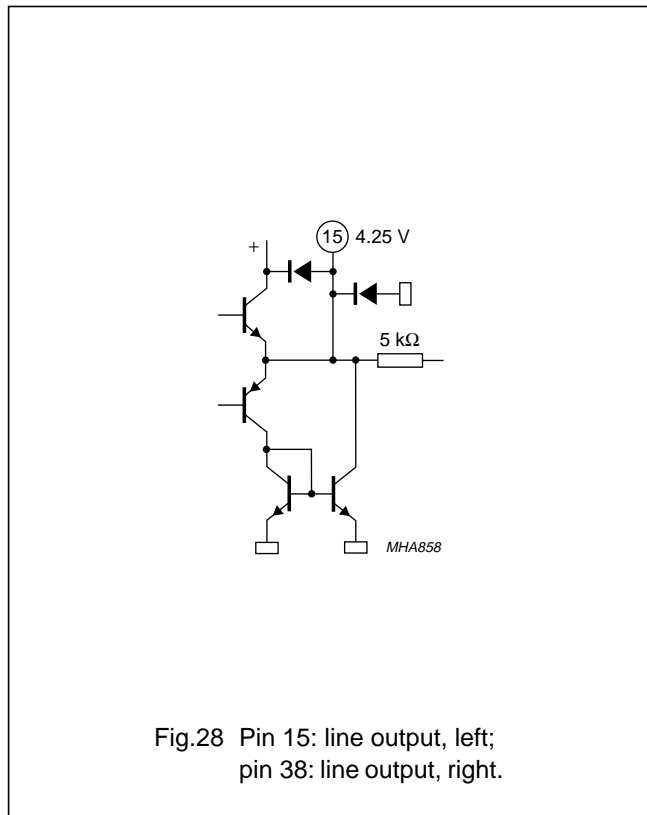 15 4.25 V
+
5 kΩ
MHA858
Fig.28 Pin 15: line output, left;
pin 38: line output, right.